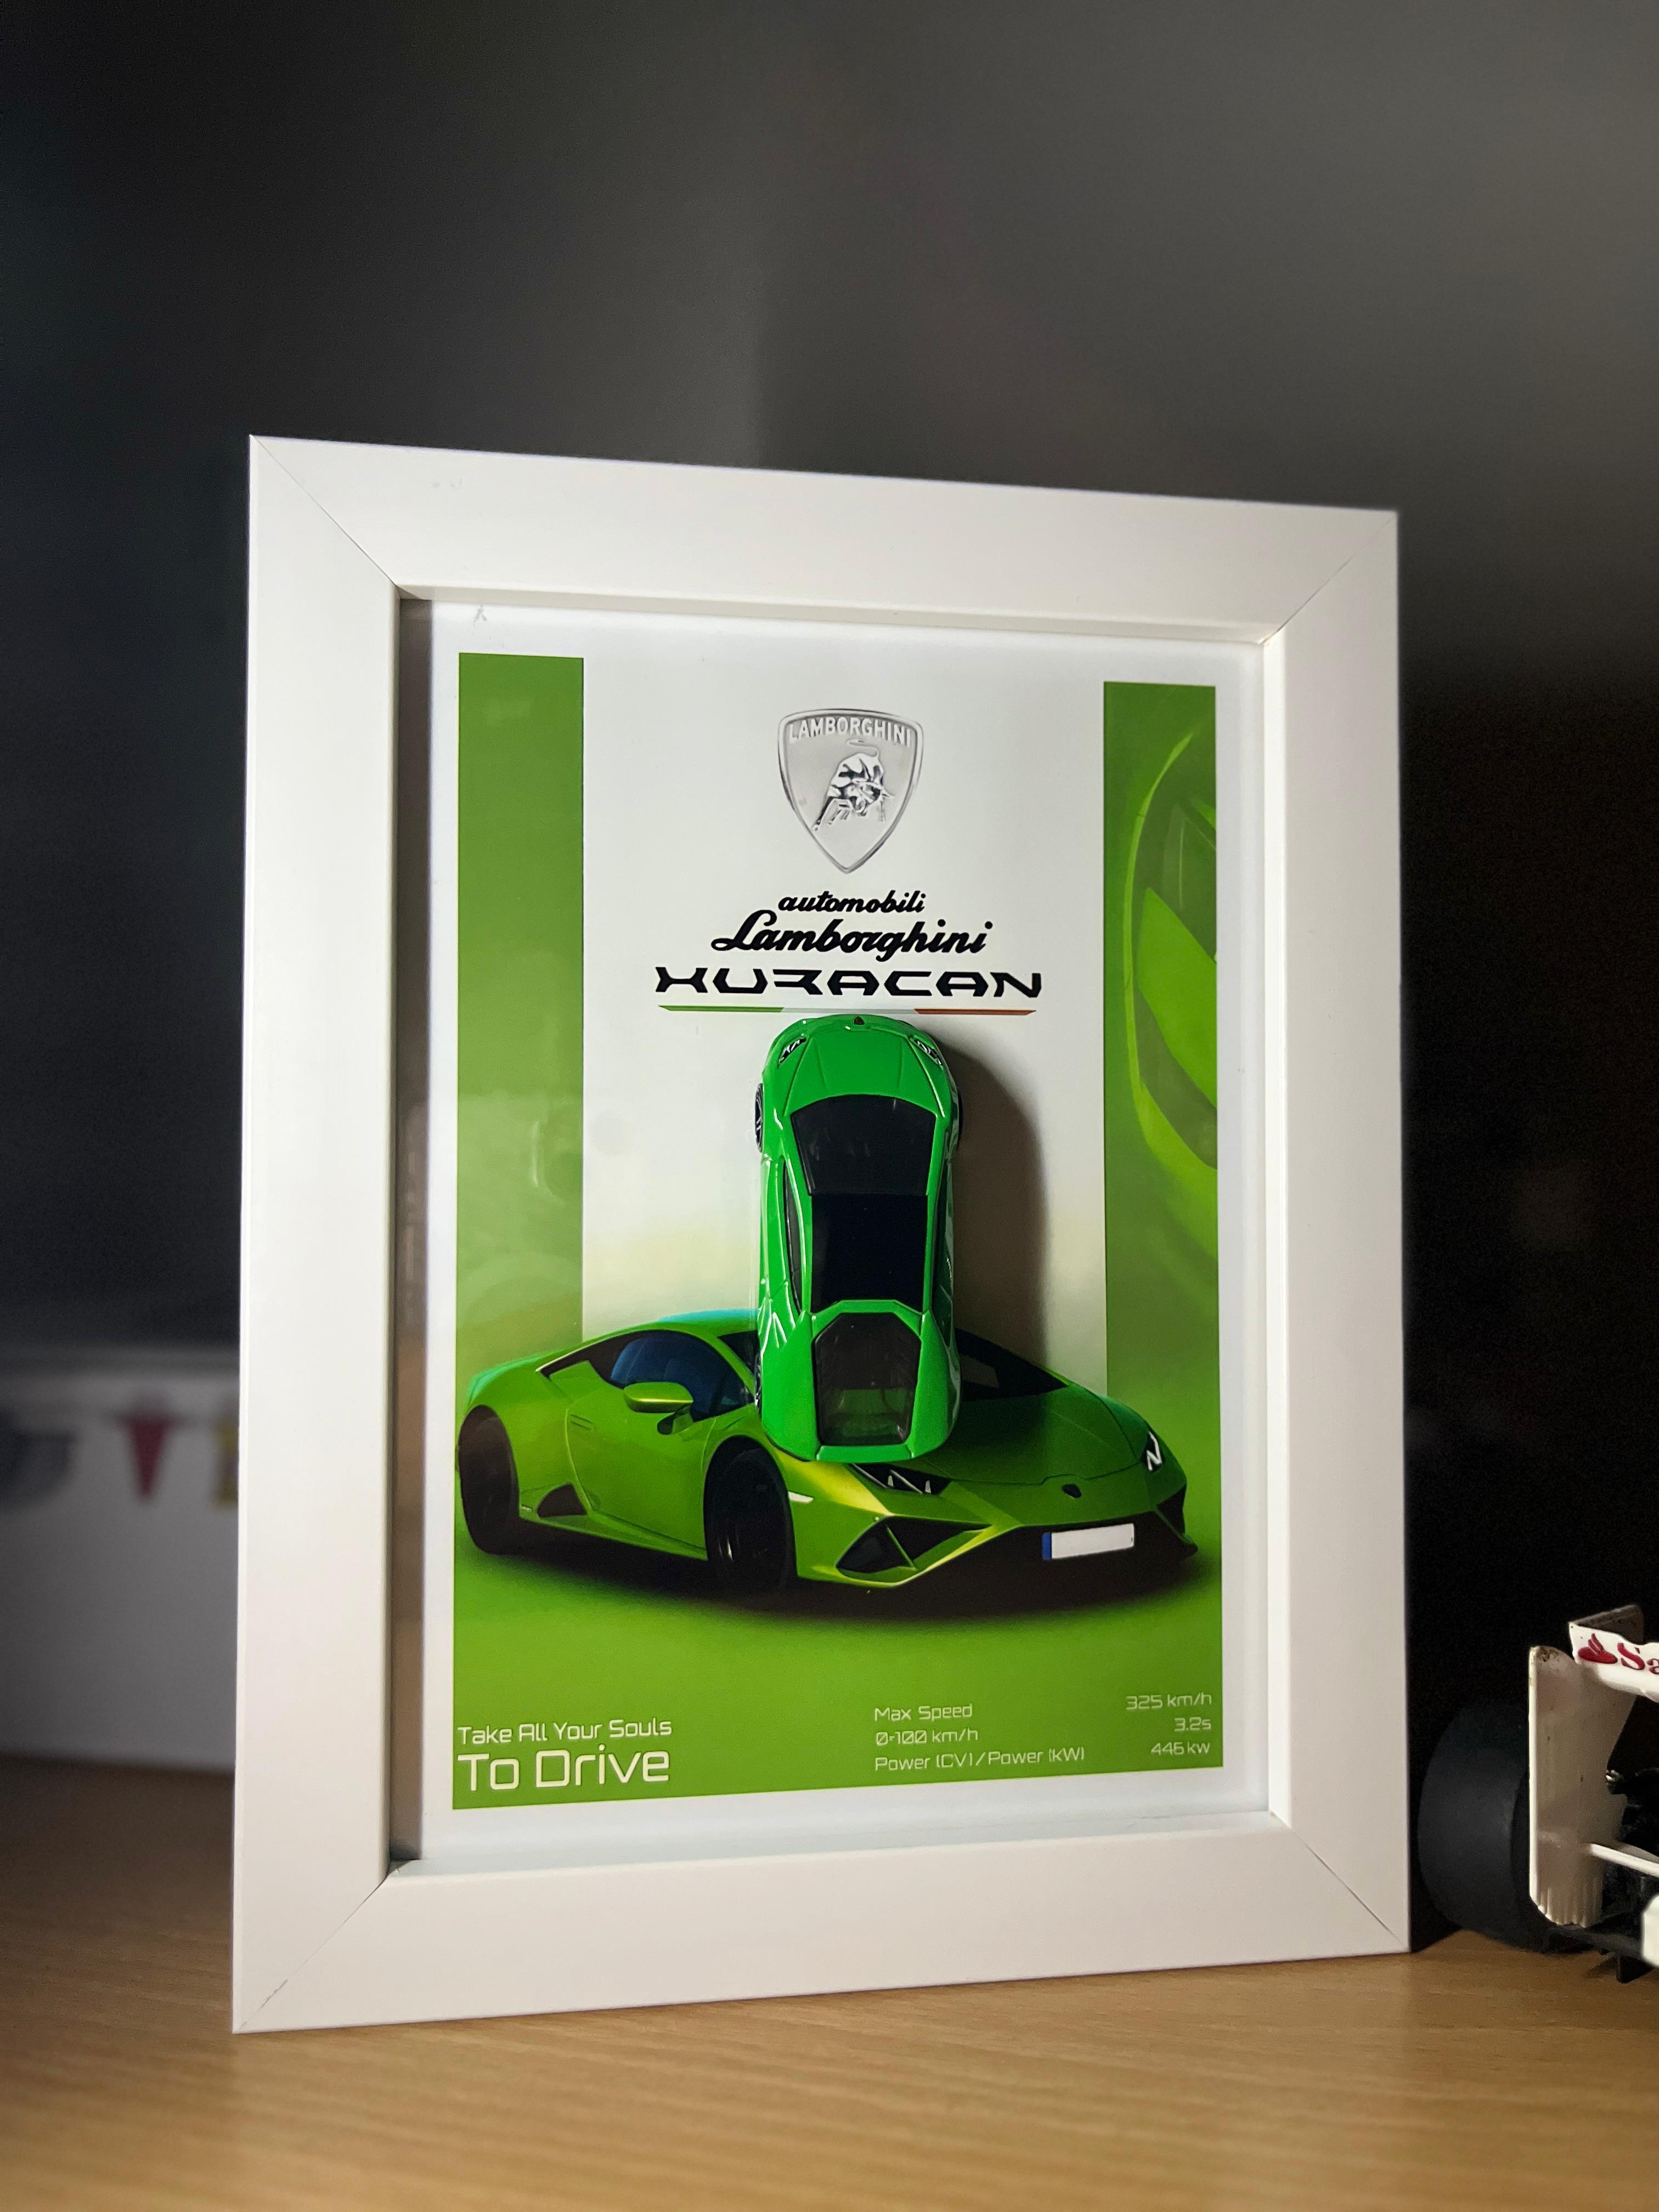 LAMBORGHINI
automobili
Lamborghini
HURACAN
Take All Your Souls
To Drive
Max Speed 325 km/h
0-100 km/h 3.2s
Power (CV)/Power (KW) 446 kw